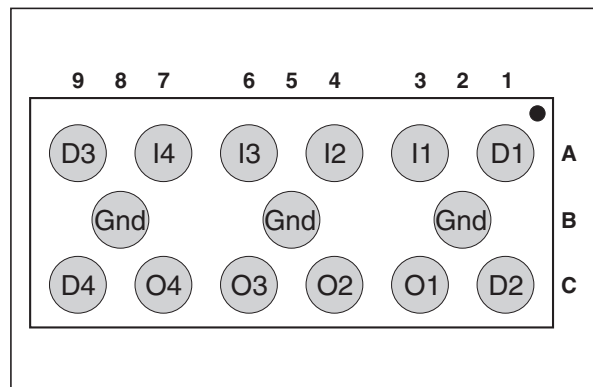 9 8 7 6 5 4 3 2 1
D3 I4 I3 I2 I1 D1 A
Gnd Gnd Gnd B
D4 O4 O3 O2 O1 D2 C